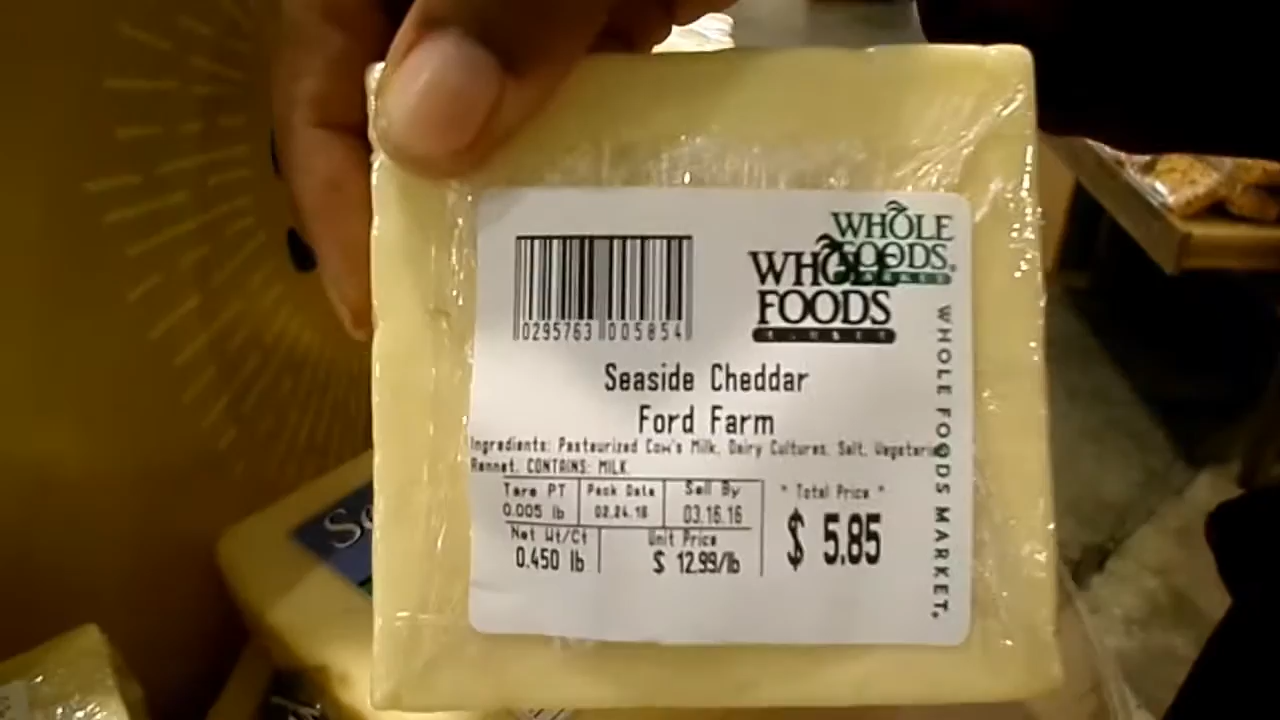 WHOLE
FOODS
MARKET
WHOLE
FOODS
MARKET
0295763 005854
WHOLE FOODS MARKET.
Seaside Cheddar
Ford Farm
Ingredients: Pasteurized Cow's Milk, Dairy Cultures, Salt, Vegetarian
Rennet. CONTAINS: MILK
Tare PT Pack Date Sell By * Total Price *
0.005 lb 02.24.16 03.16.16
$ 5.85
Net Wt/Ct Unit Price
0.450 lb $ 12.99/lb